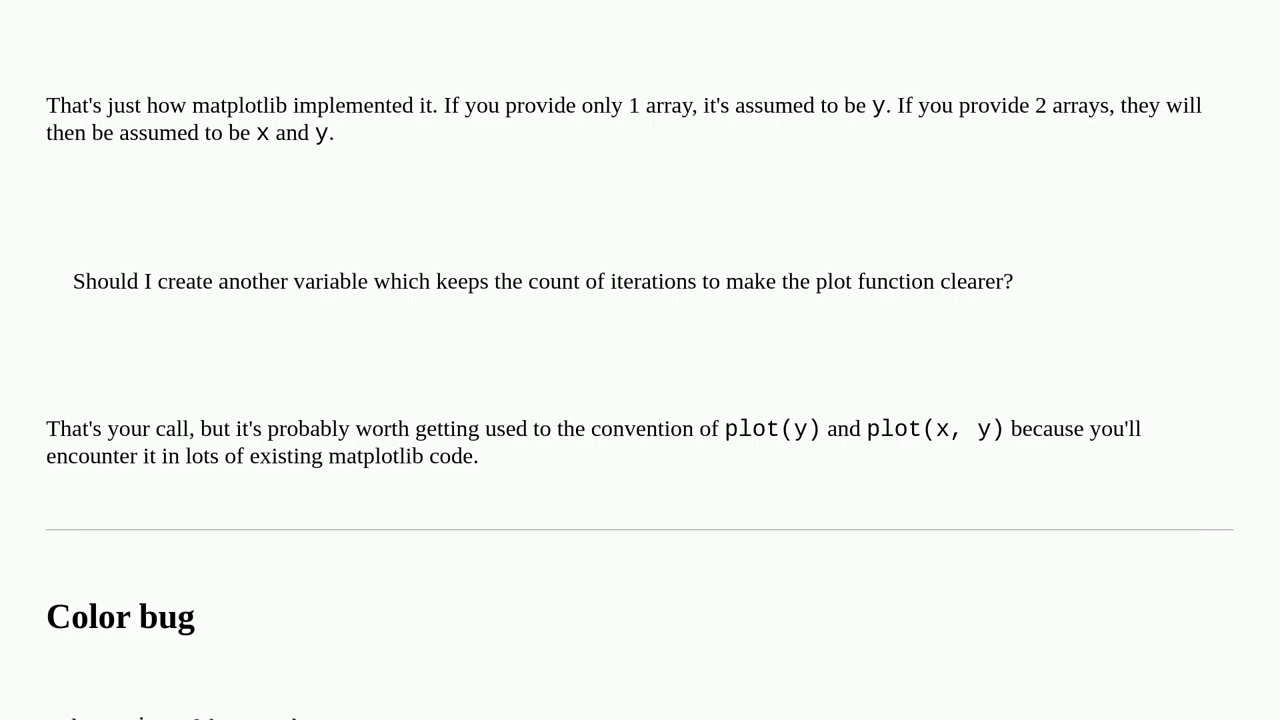 That's just how matplotlib implemented it. If you provide only 1 array, it's assumed to be y. If you provide 2 arrays, they will
then be assumed to be x and y.
Should I create another variable which keeps the count of iterations to make the plot function clearer?
That's your call, but it's probably worth getting used to the convention of plot(y) and plot(x, y) because you'll
encounter it in lots of existing matplotlib code.
Color bug